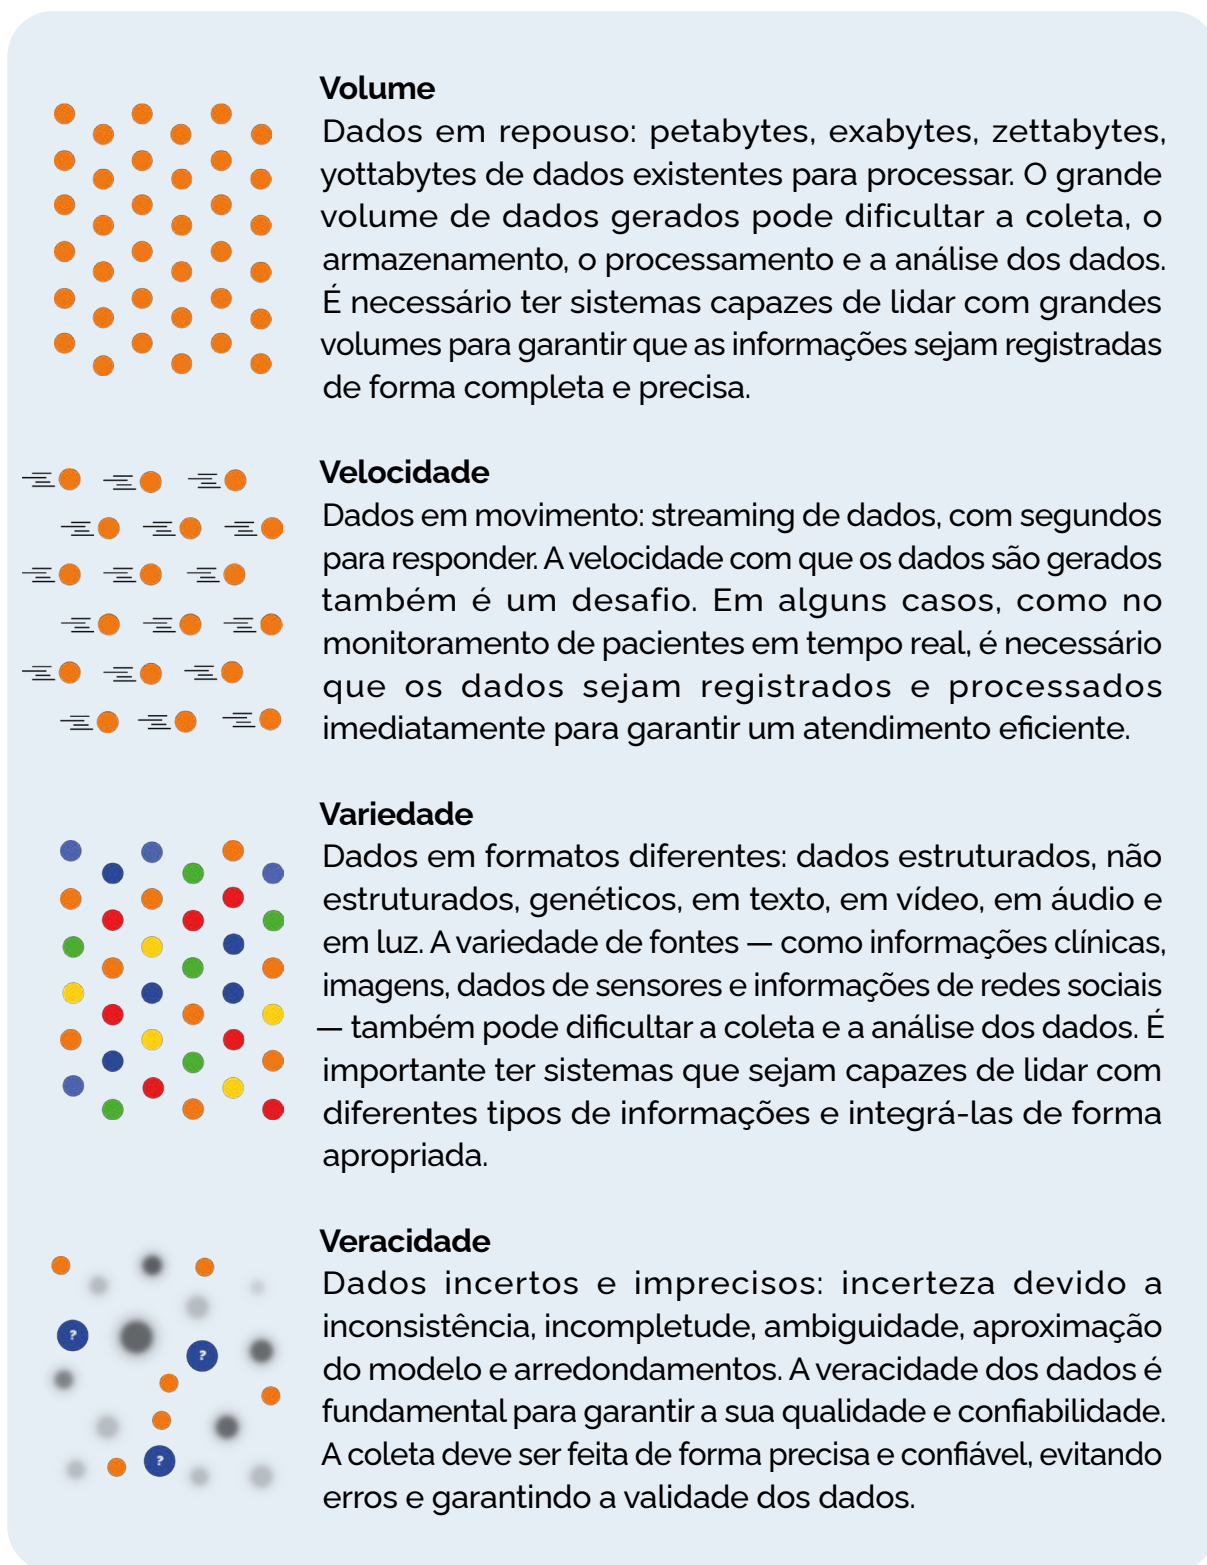 Volume
Dados em repouso: petabytes, exabytes, zettabytes,
yottabytes de dados existentes para processar. O grande
volume de dados gerados pode dificultar a coleta, o
armazenamento, o processamento e a análise dos dados.
É necessário ter sistemas capazes de lidar com grandes
volumes para garantir que as informações sejam registradas
de forma completa e precisa.
Velocidade
Dados em movimento: streaming de dados, com segundos
para responder. A velocidade com que os dados são gerados
também é um desafio. Em alguns casos, como no
monitoramento de pacientes em tempo real, é necessário
que os dados sejam registrados e processados
imediatamente para garantir um atendimento eficiente.
Variedade
Dados em formatos diferentes: dados estruturados, não
estruturados, genéticos, em texto, em vídeo, em áudio e
em luz. A variedade de fontes — como informações clínicas,
imagens, dados de sensores e informações de redes sociais
— também pode dificultar a coleta e a análise dos dados. É
importante ter sistemas que sejam capazes de lidar com
diferentes tipos de informações e integrá-las de forma
apropriada.
Veracidade
Dados incertos e imprecisos: incerteza devido a
inconsistência, incompletude, ambiguidade, aproximação
do modelo e arredondamentos. A veracidade dos dados é
fundamental para garantir a sua qualidade e confiabilidade.
A coleta deve ser feita de forma precisa e confiável, evitando
erros e garantindo a validade dos dados.
?
?
?